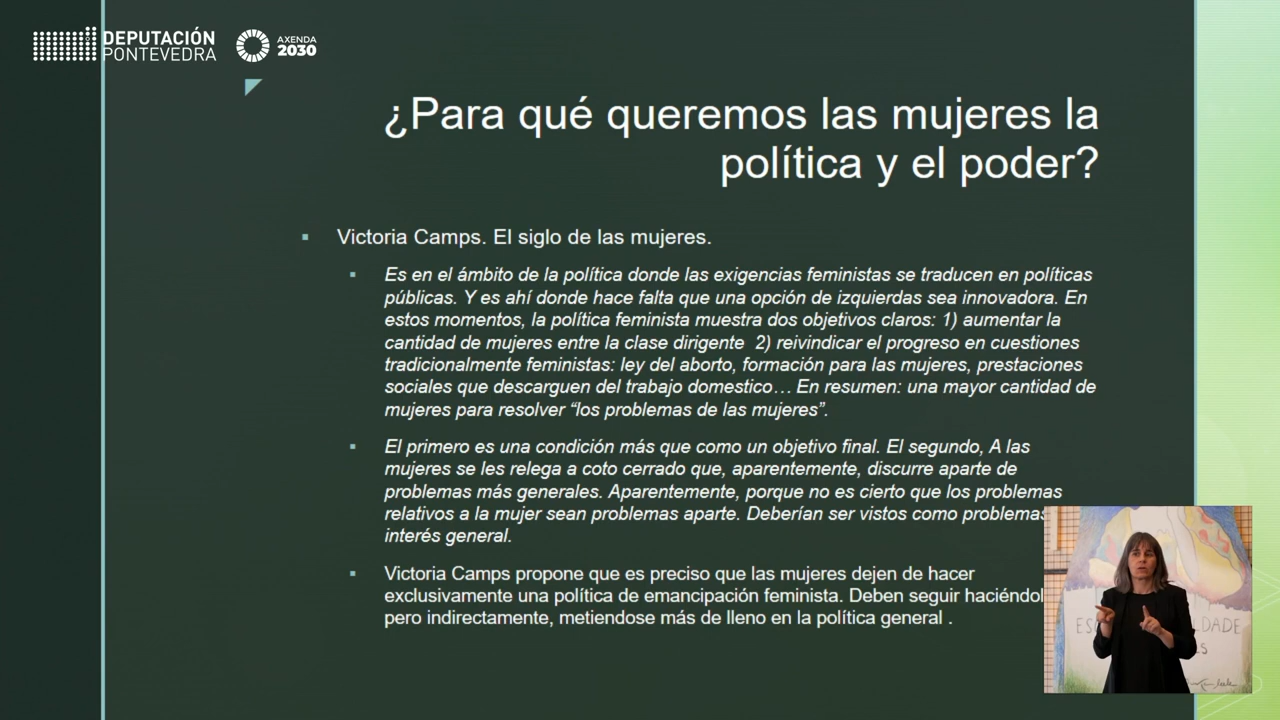 DEPUTACIÓN
PONTEVEDRA
AXENDA
2030
¿Para qué queremos las mujeres la
política y el poder?
Victoria Camps. El siglo de las mujeres.
Es en el ámbito de la política donde las exigencias feministas se traducen en políticas
públicas. Y es ahí donde hace falta que una opción de izquierdas sea innovadora. En
estos momentos, la política feminista muestra dos objetivos claros: 1) aumentar la
cantidad de mujeres entre la clase dirigente 2) reivindicar el progreso en cuestiones
tradicionalmente feministas: ley del aborto, formación para las mujeres, prestaciones
sociales que descarguen del trabajo domestico… En resumen: una mayor cantidad de
mujeres para resolver “los problemas de las mujeres”.
El primero es una condición más que como un objetivo final. El segundo, A las
mujeres se les relega a coto cerrado que, aparentemente, discurre aparte de
problemas más generales. Aparentemente, porque no es cierto que los problemas
relativos a la mujer sean problemas aparte. Deberían ser vistos como problemas
interés general.
Victoria Camps propone que es preciso que las mujeres dejen de hacer
exclusivamente una política de emancipación feminista. Deben seguir haciéndol
pero indirectamente, metiendose más de lleno en la política general .